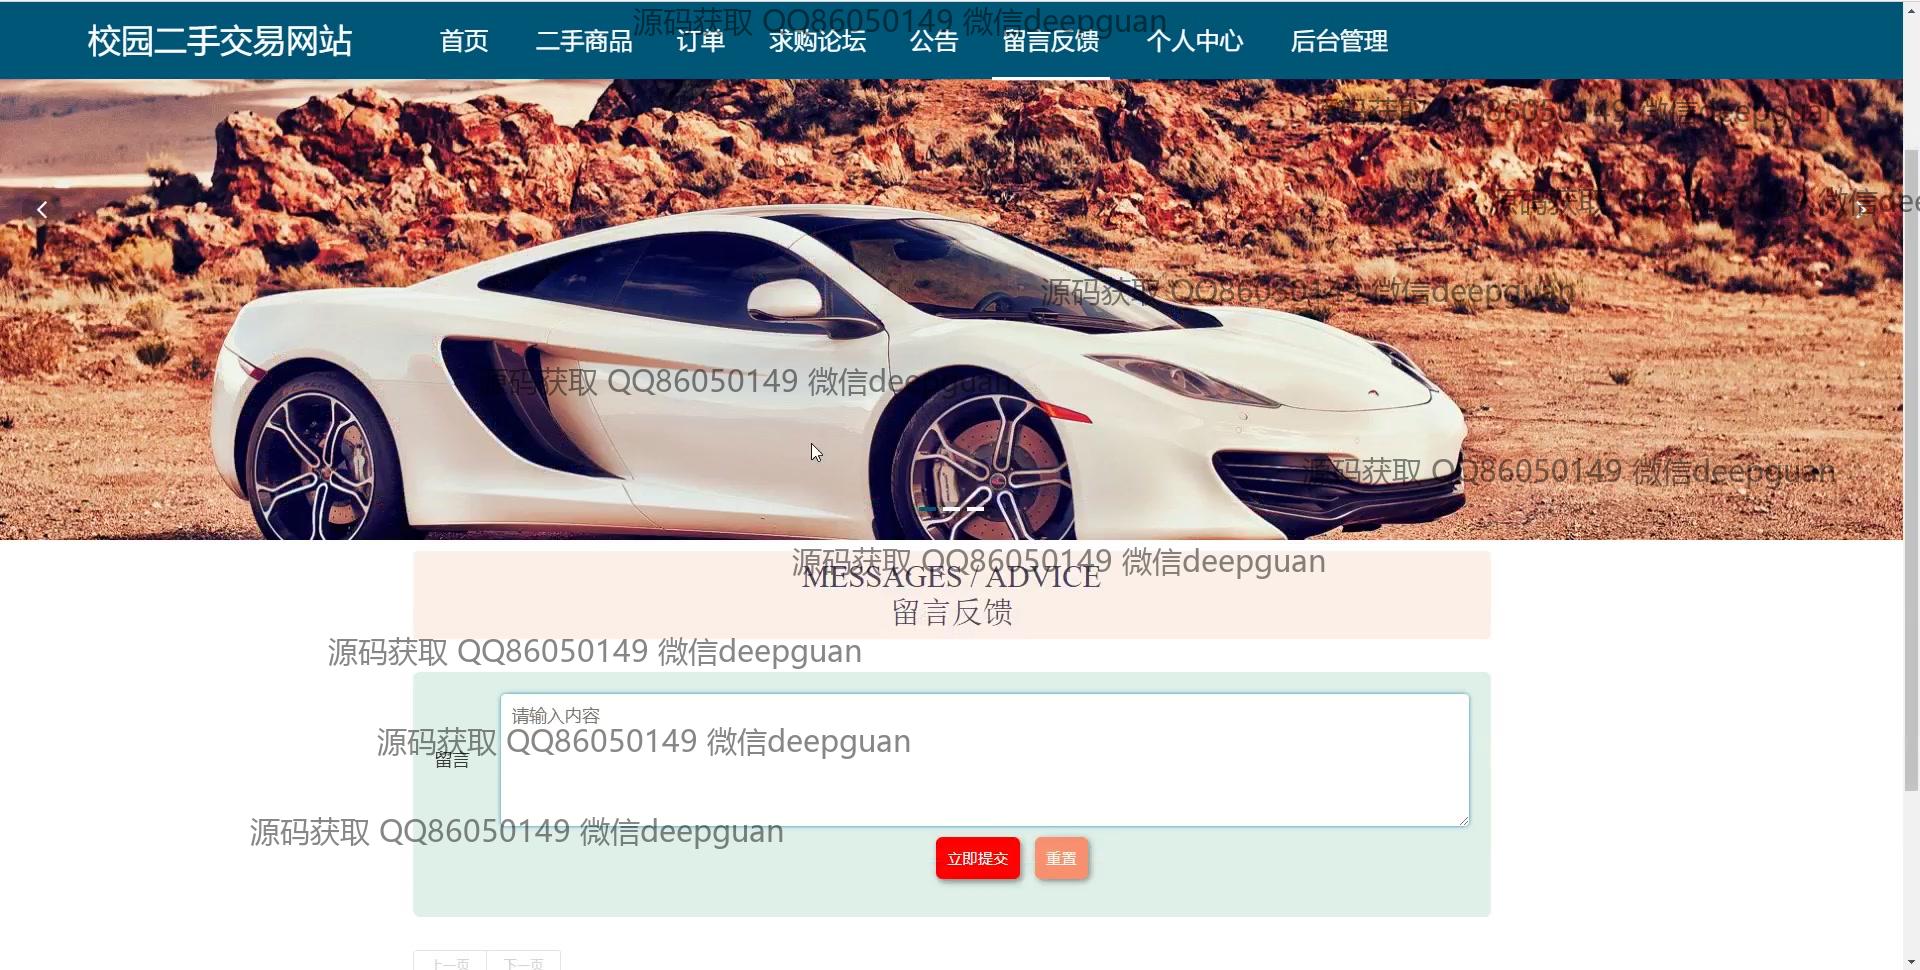 校园二手交易网站 首页 二手商品 订单 求购论坛 公告 留言反馈 个人中心 后台管理
源码获取 QQ86050149 微信deepguan
源码获取 QQ86050149 微信deepguan
源码获取 QQ86050149 微信dee
源码获取 QQ86050149 微信deepguan
源码获取 QQ86050149 微信deepguan
源码获取 QQ86050149 微信deepguan
源码获取 QQ86050149 微信deepguan
MESSAGES / ADVICE
留言反馈
源码获取 QQ86050149 微信deepguan
请输入内容
源码获取 QQ86050149 微信deepguan
留言
源码获取 QQ86050149 微信deepguan
立即提交 重置
上一页 下一页